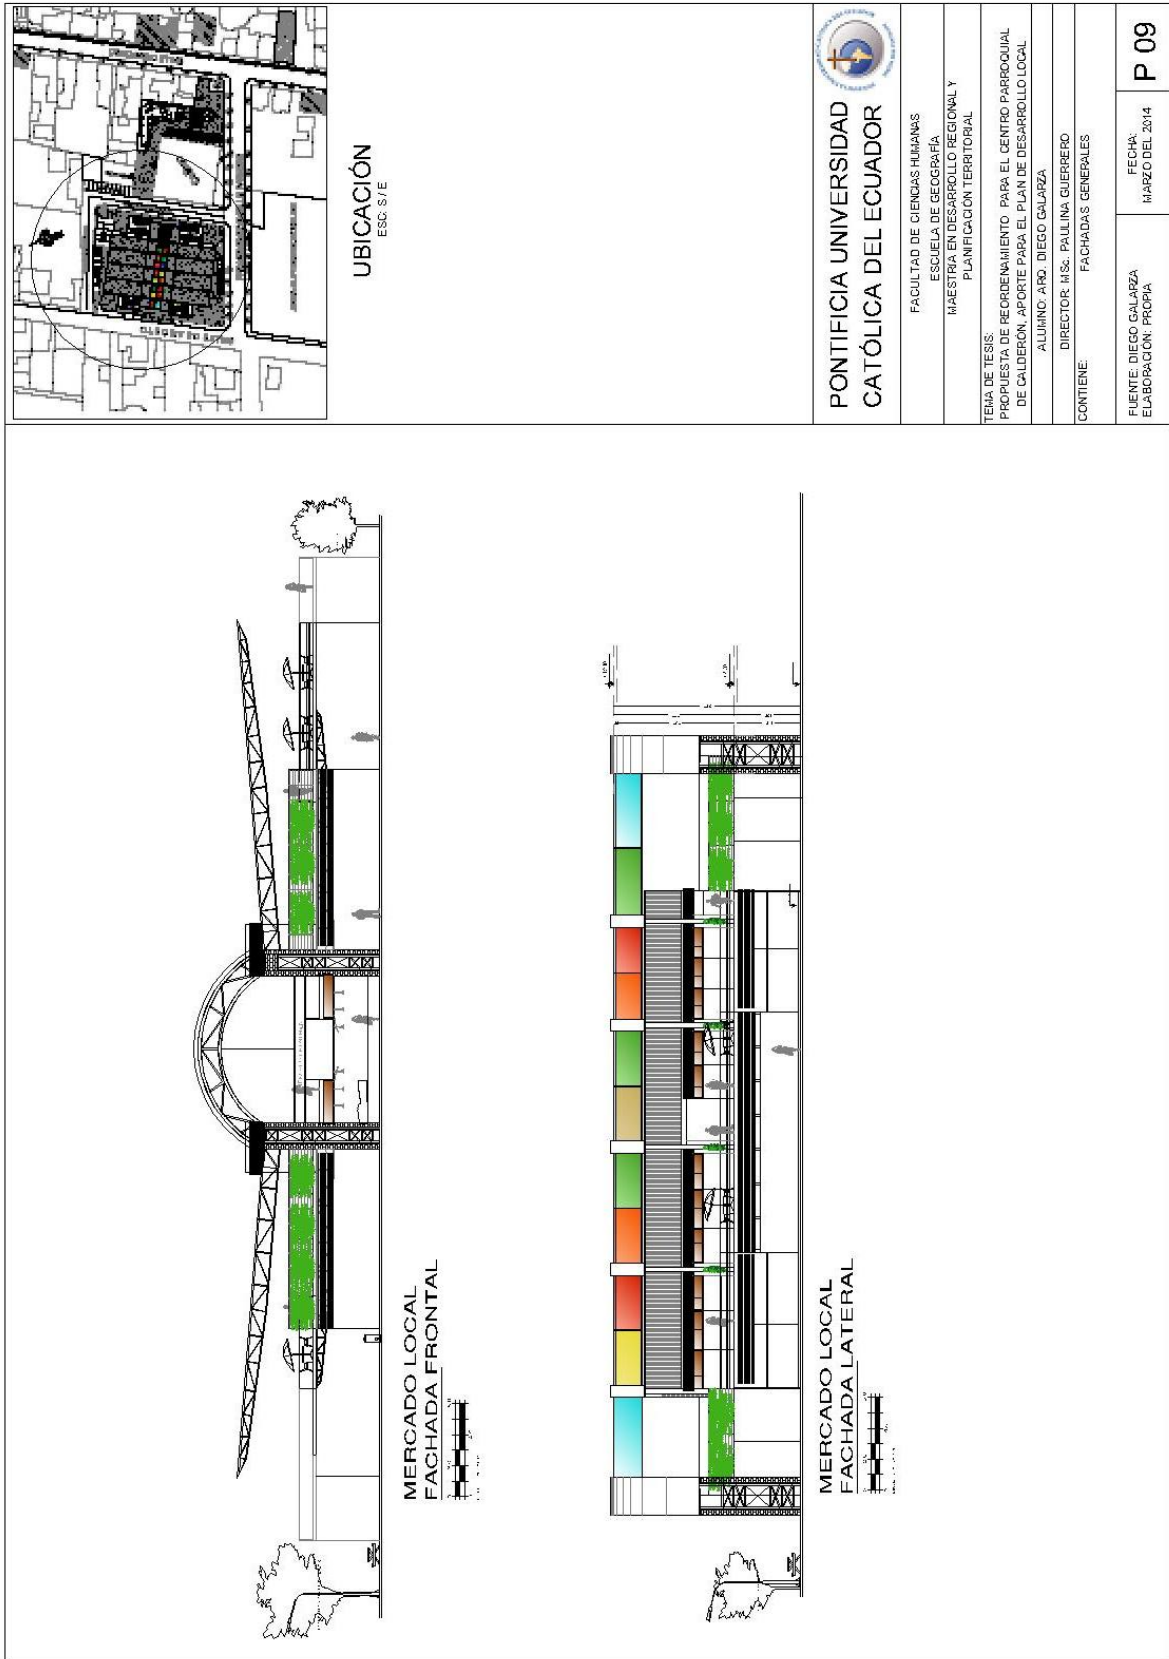 UBICACIÓN
ESC: S / E
MERCADO LOCAL
FACHADA FRONTAL
MERCADO LOCAL
FACHADA LATERAL
PONTIFICIA UNIVERSIDAD
CATÓLICA DEL ECUADOR
FACULTAD DE CIENCIAS HUMANAS
ESCUELA DE GEOGRAFÍA
MAESTRÍA EN DESARROLLO REGIONAL Y
PLANIFICACIÓN TERRITORIAL
TEMA DE TESIS:
PROPUESTA DE REORDENAMIENTO PARA EL CENTRO PARROQUIAL
DE CALDERÓN, APORTE PARA EL PLAN DE DESARROLLO LOCAL
ALUMNO: ARQ. DIEGO GALARZA
DIRECTOR: MSc. PAULINA GUERRERO
CONTIENE:
FACHADAS GENERALES
FUENTE: DIEGO GALARZA
ELABORACIÓN: PROPIA
FECHA:
MARZO DEL 2014
P 09